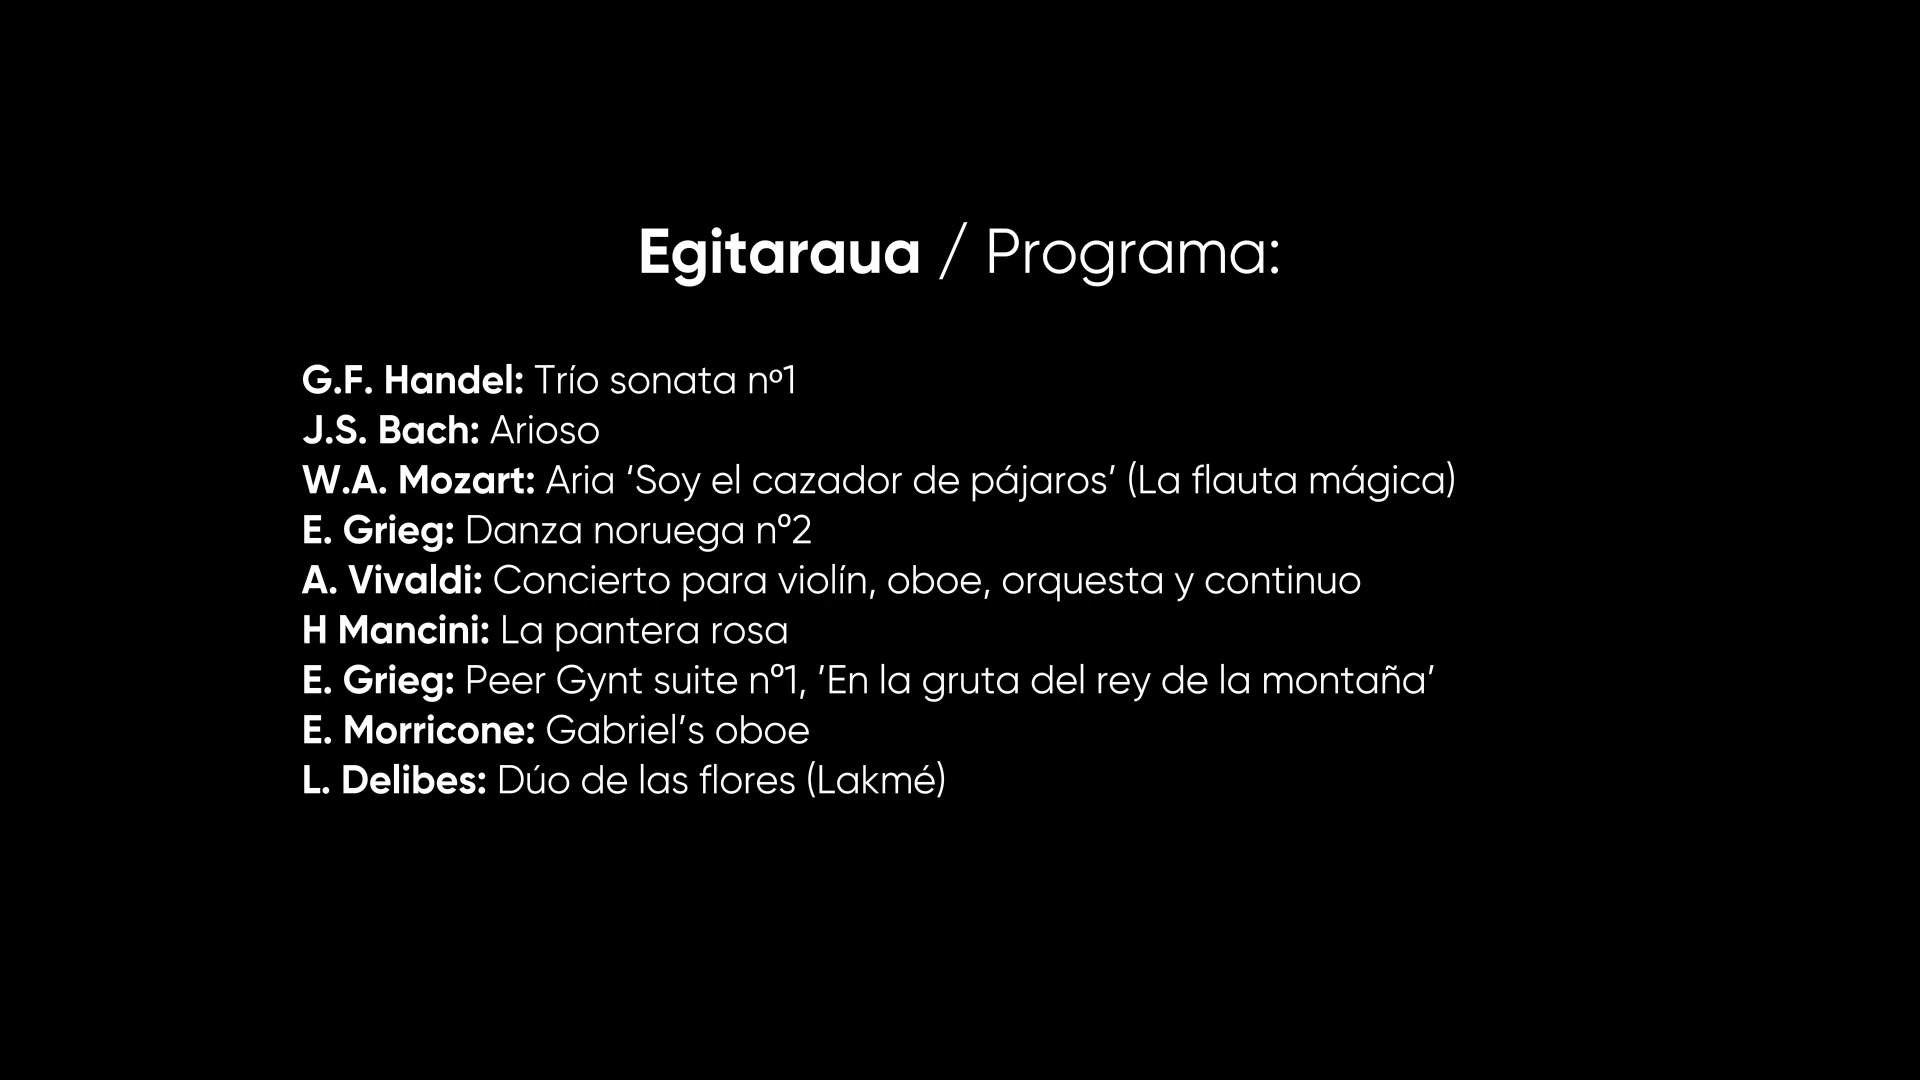 Egitaraua / Programa:
G.F. Handel: Trío sonata nº1
J.S. Bach: Arioso
W.A. Mozart: Aria ‘Soy el cazador de pájaros’ (La flauta mágica)
E. Grieg: Danza noruega nº2
A. Vivaldi: Concierto para violín, oboe, orquesta y continuo
H Mancini: La pantera rosa
E. Grieg: Peer Gynt suite nº1, ’En la gruta del rey de la montaña’
E. Morricone: Gabriel’s oboe
L. Delibes: Dúo de las flores (Lakmé)